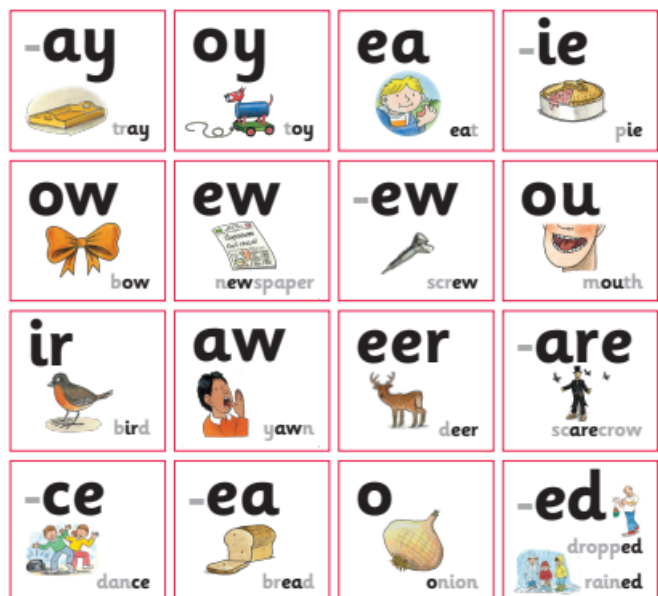 -ay
tray
oy
toy
ea
eat
-ie
pie
ow
bow
ew
newspaper
-ew
screw
ou
mouth
ir
bird
aw
yawn
eer
deer
-are
scarecrow
-ce
dance
-ea
bread
o
onion
-ed
dropped
rained